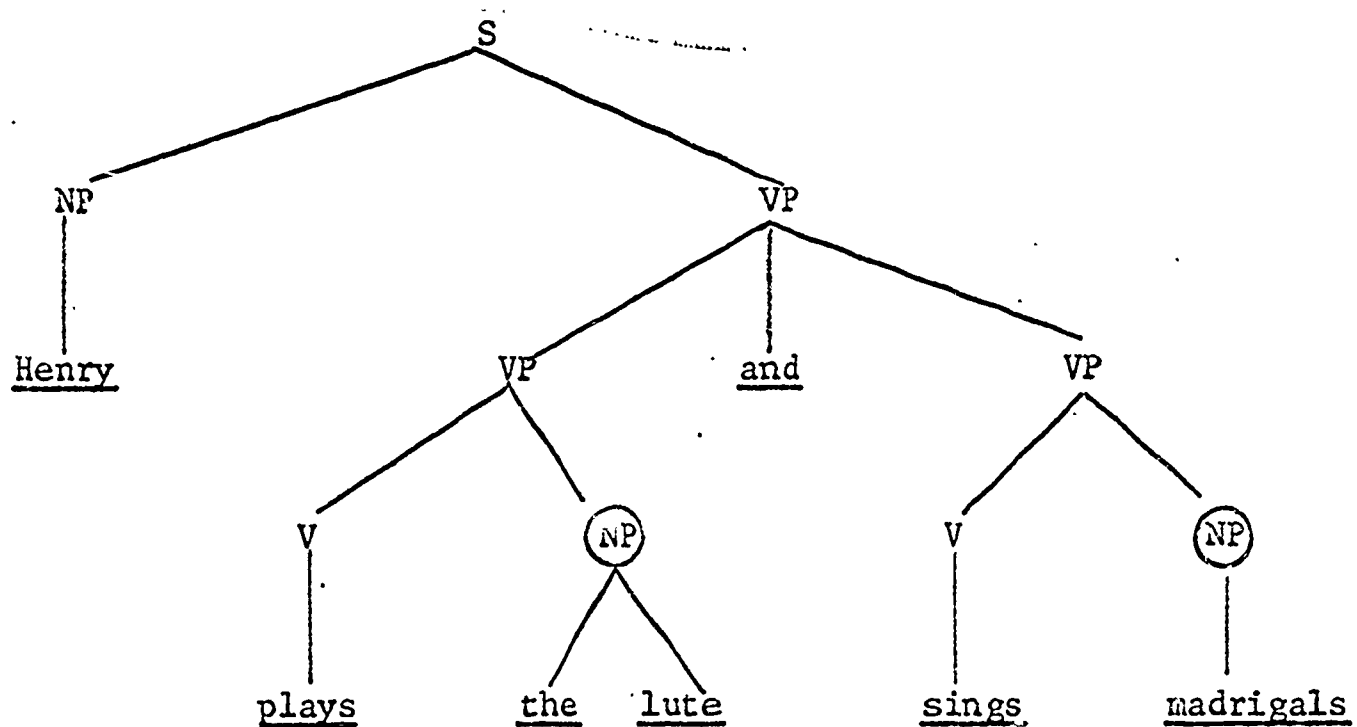 S
NP VP
Henry VP and VP
V NP V NP
plays the lute sings madrigals